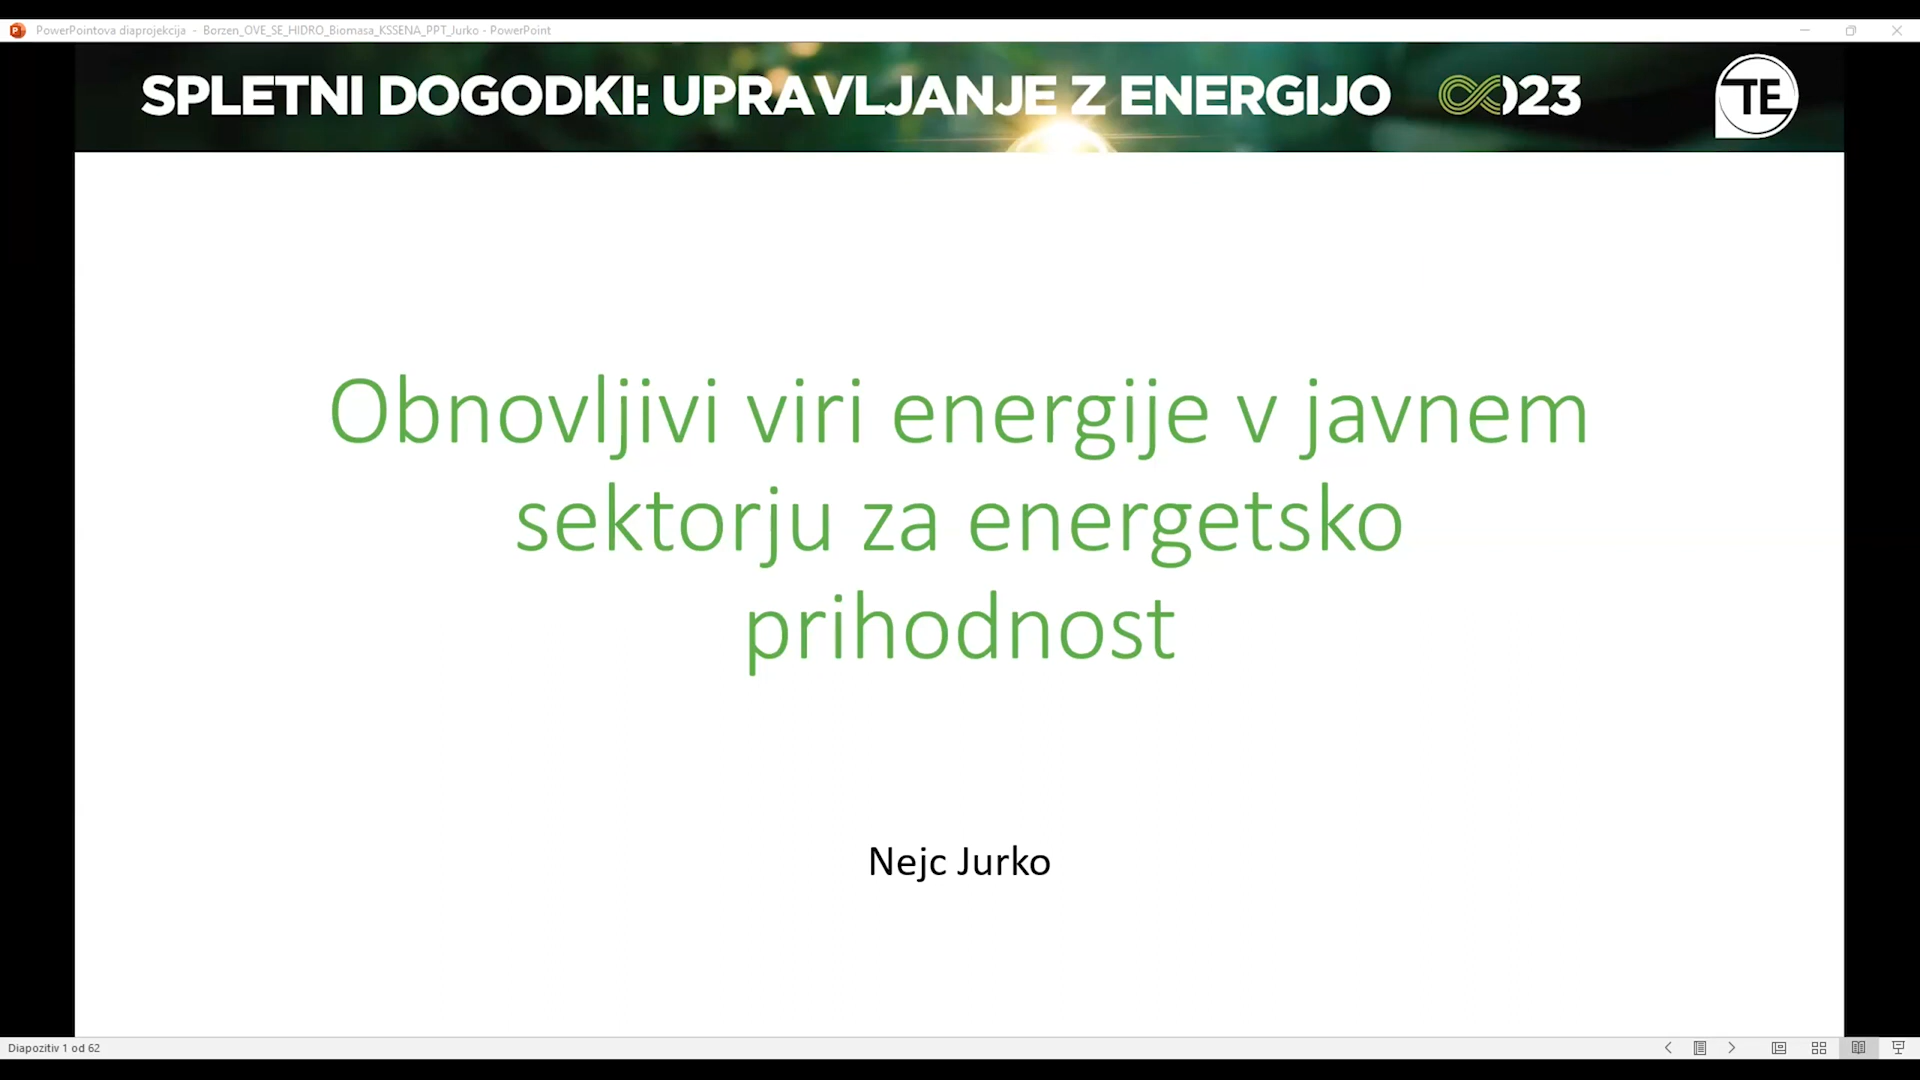 PowerPointova diaprojekcija - Borzen_OVE_SE_HIDRO_Biomasa_KSSENA_PPT_Jurko - PowerPoint
SPLETNI DOGODKI: UPRAVLJANJE Z ENERGIJO 23 TE
Obnovljivi viri energije v javnem
sektorju za energetsko
prihodnost
Nejc Jurko
Diapozitiv 1 od 62